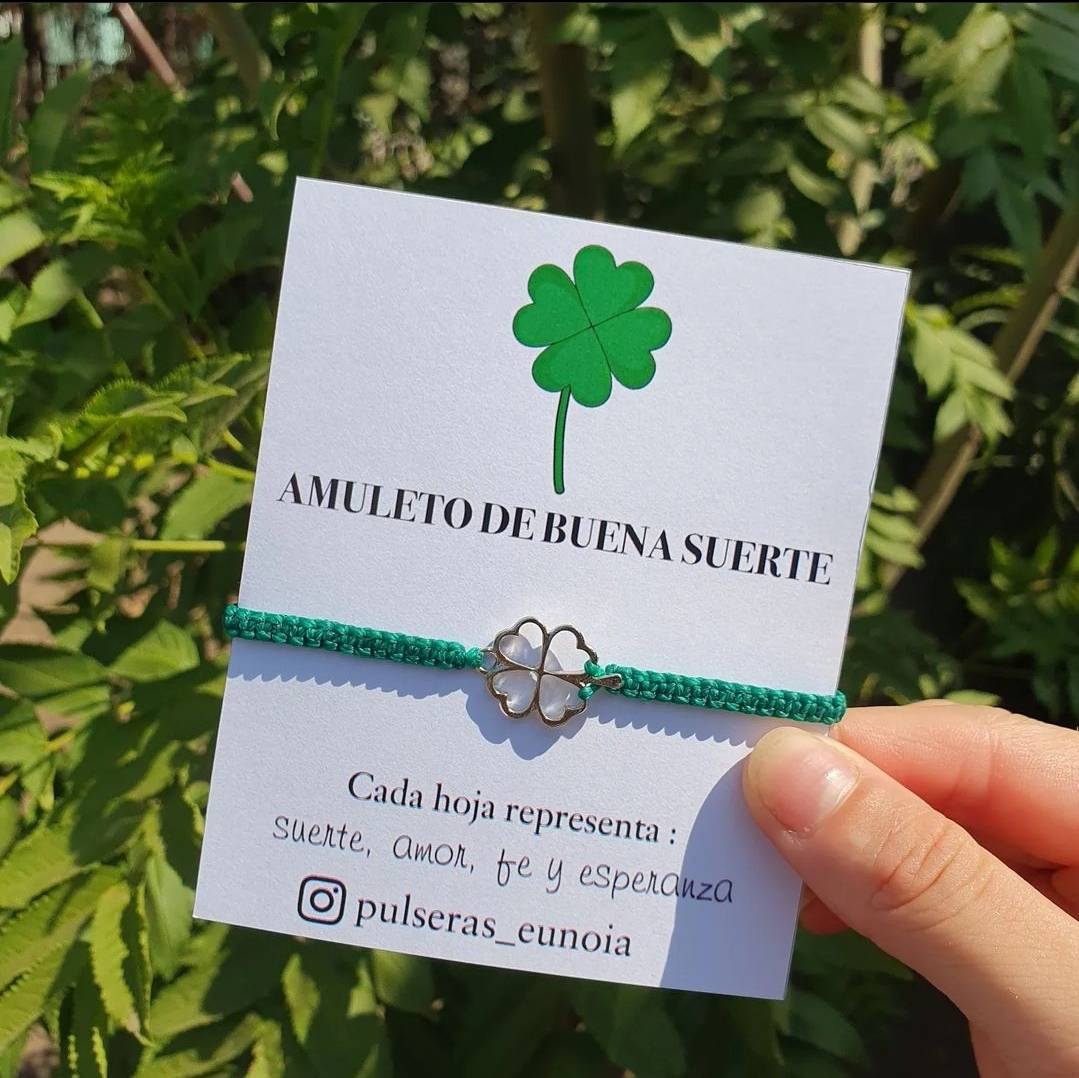 AMULETO DE BUENA SUERTE
Cada hoja representa :
suerte, amor, fe y esperanza
pulseras_eunoia